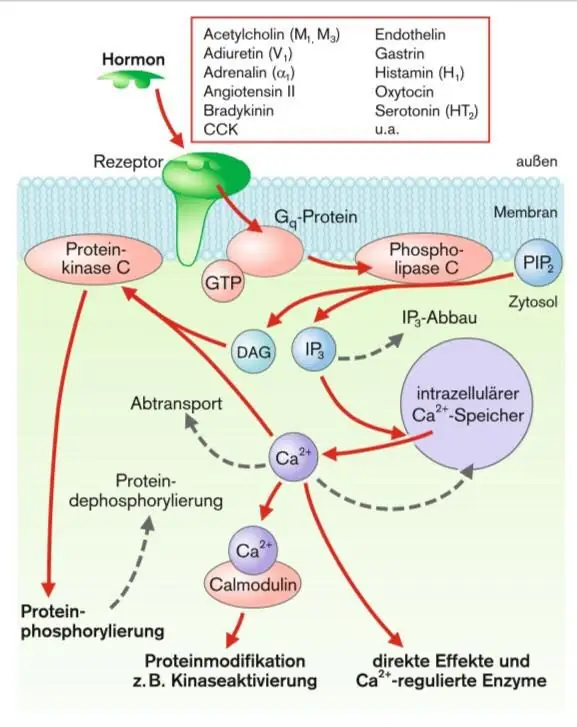 Acetylcholin (M₁, M₃)
Adiuretin (V₁)
Adrenalin (α₁)
Angiotensin II
Bradykinin
CCK
Endothelin
Gastrin
Histamin (H₁)
Oxytocin
Serotonin (HT₂)
u.a.
Hormon
Rezeptor
außen
Membran
Gq-Protein
Protein-
kinase C
Phospho-
lipase C
PIP₂
GTP
Zytosol
IP₃-Abbau
DAG
IP₃
intrazellulärer
Ca²⁺-Speicher
Abtransport
Ca²⁺
Protein-
dephosphorylierung
Ca²⁺
Calmodulin
Protein-
phosphorylierung
Proteinmodifikation
z. B. Kinaseaktivierung
direkte Effekte und
Ca²⁺-regulierte Enzyme